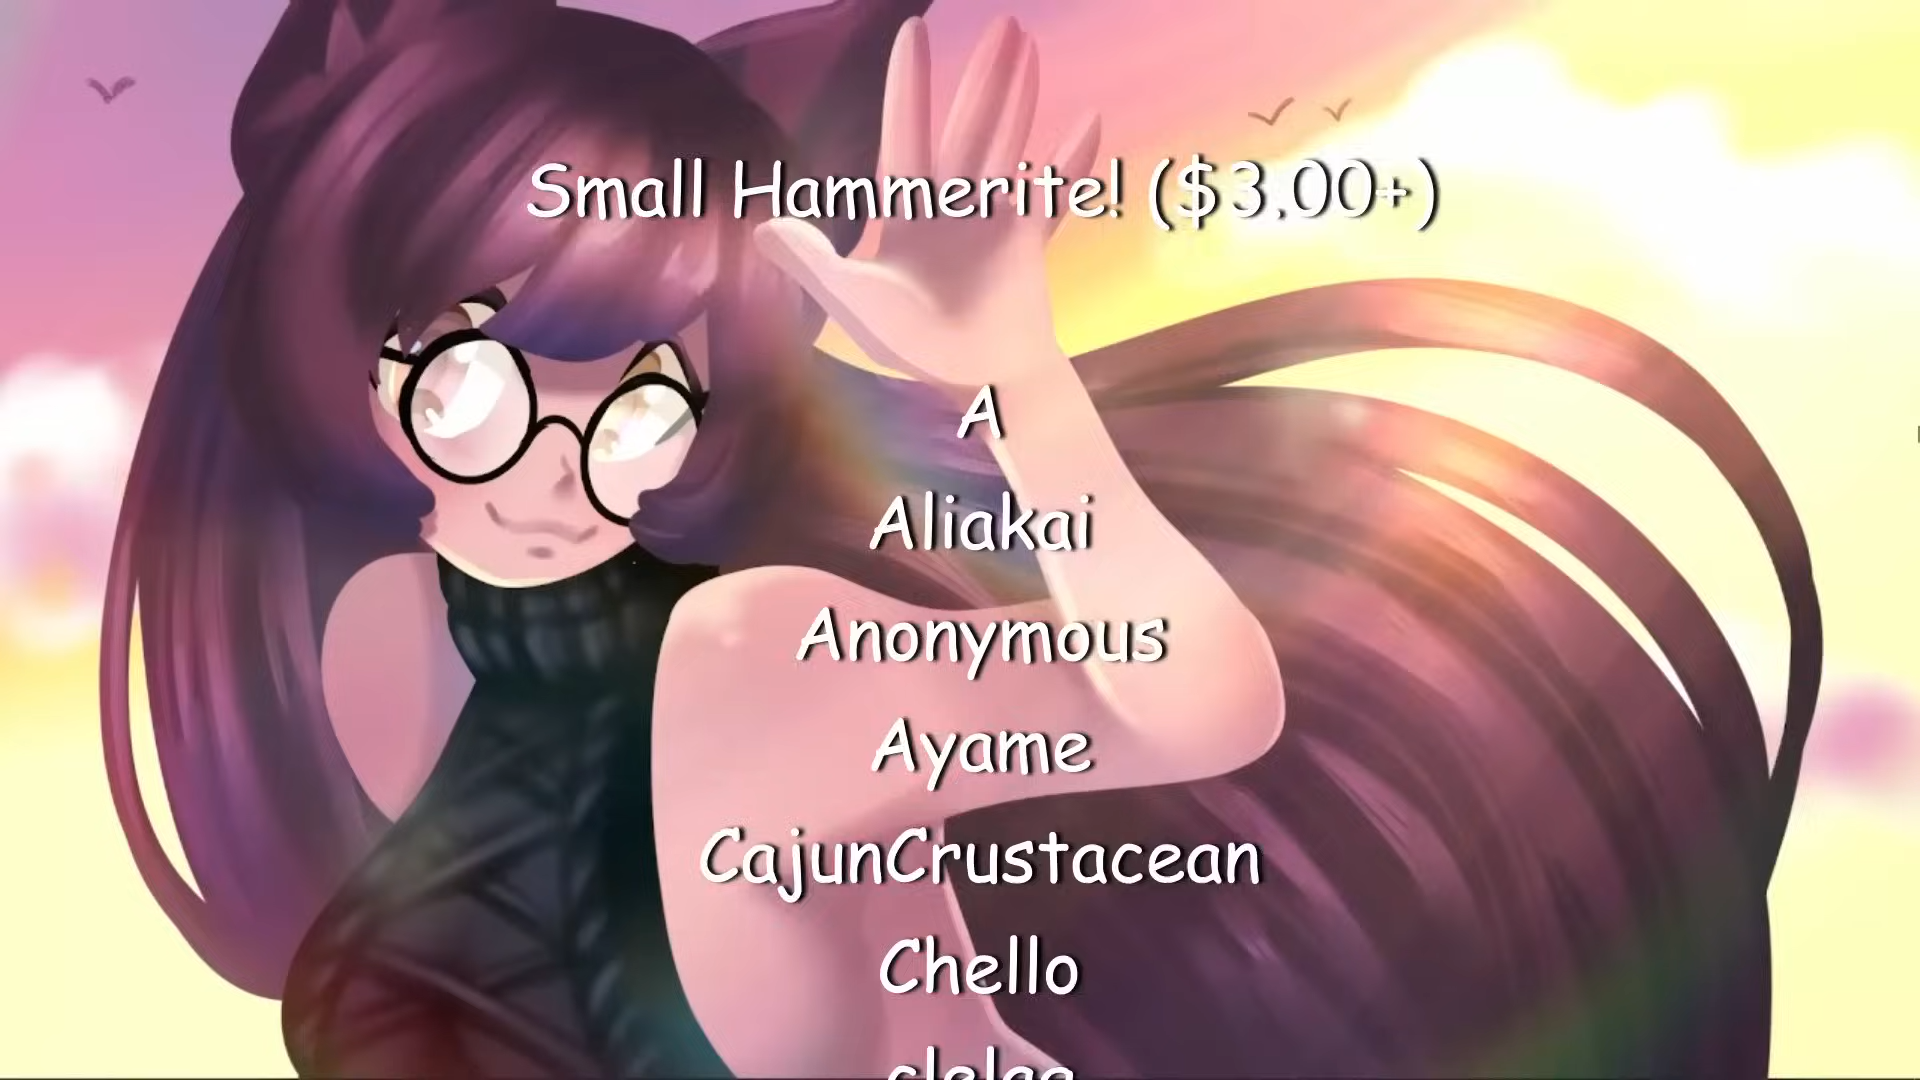 Small Hammerite! ($3.00+)
A
Aliakai
Anonymous
Ayame
CajunCrustacean
Chello